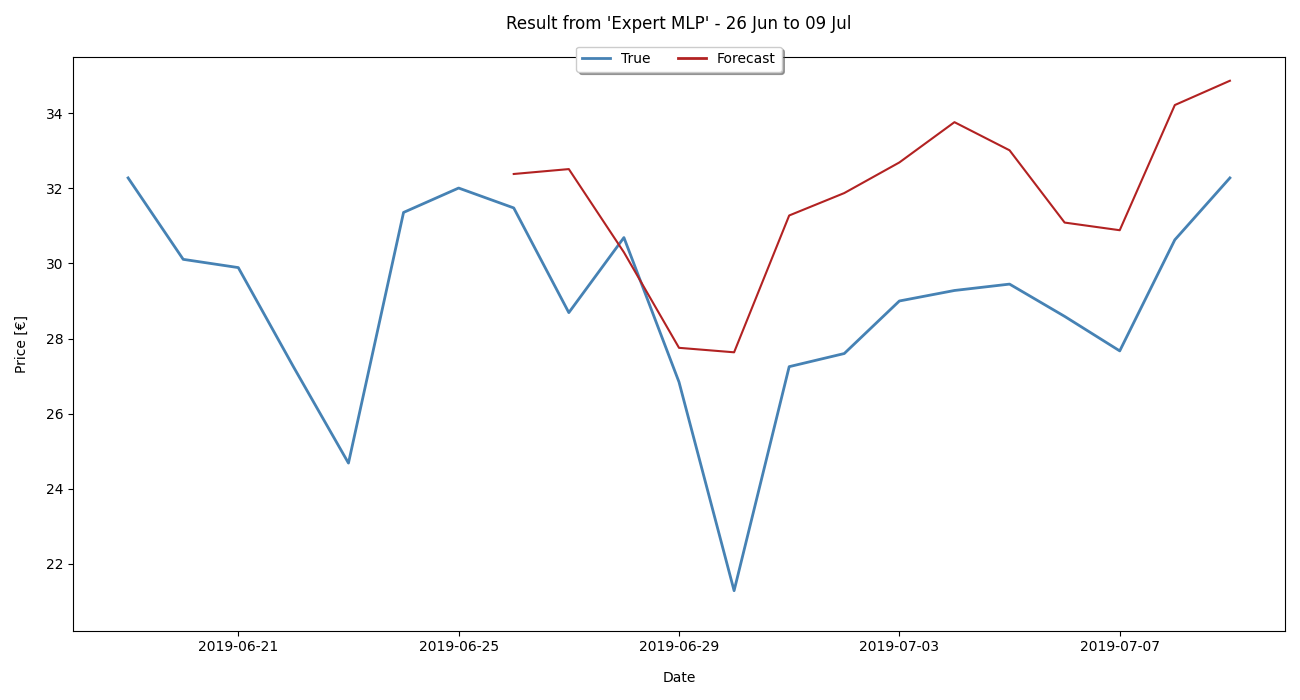 Result from 'Expert MLP' - 26 Jun to 09 Jul
True Forecast
34
32
30
28
26
24
22
Price [€]
2019-06-21 2019-06-25 2019-06-29 2019-07-03 2019-07-07
Date